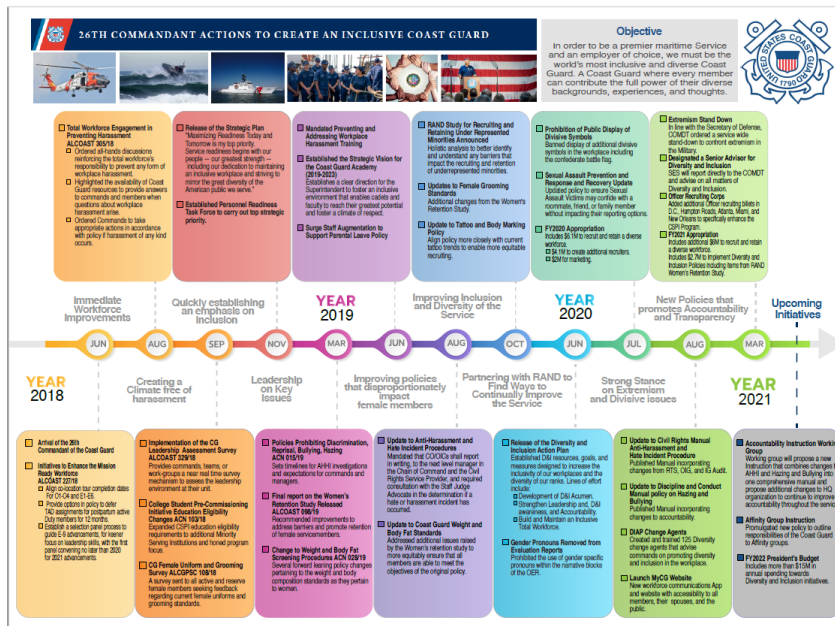 26TH COMMANDANT ACTIONS TO CREATE AN INCLUSIVE COAST GUARD
Objective
In order to be a premier maritime Service
and an employer of choice, we must be the
world's most inclusive and diverse Coast
Guard. A Coast Guard where every member
can contribute the full power of their diverse
backgrounds, experiences, and thoughts.
UNITED STATES COAST GUARD
1790
Total Workforce Engagement in
Preventing Harassment
ALCOAST 305/18
Ordered all-hands discussions
reinforcing the total workforce's
responsibility to prevent any form of
workplace harassment.
Highlighted the availability of Coast
Guard resources to provide answers
to commands and members when
questions about workplace
harassment arise.
Ordered Commands to take
appropriate actions in accordance
with policy if harassment of any kind
occurs.
Release of the Strategic Plan
"Maximizing Readiness Today and
Tomorrow is my top priority.
Service readiness begins with our
people – our greatest strength –
including our dedication to maintaining
an inclusive workplace and striving to
mirror the great diversity of the
American public we serve.
Established Personnel Readiness
Task Force to carry out top strategic
priority.
Mandated Preventing and
Addressing Workplace
Harassment Training
Established the Strategic Vision for
the Coast Guard Academy
(2019-2023)
Establishes a clear direction for the
Superintendent to foster an inclusive
environment that enables cadets and
faculty to reach their greatest potential
and foster a climate of respect.
Surge Staff Augmentation to
Support Parental Leave Policy
RAND Study for Recruiting and
Retaining Under Represented
Minorities Announced
Holistic analysis to better identify
and understand any barriers that
impact the recruiting and retention
of underrepresented minorities.
Updates to Female Grooming
Standards
Additional changes from the Women's
Retention Study.
Update to Tattoo and Body Marking
Policy
Align policy more closely with current
tattoo trends to enable more equitable
recruiting.
Prohibition of Public Display of
Divisive Symbols
Banned display of additional divisive
symbols in the workplace including
the confederate battle flag.
Sexual Assault Prevention and
Response and Recovery Update
Updated policy to ensure Sexual
Assault Victims may confide with a
roommate, friend, or family member
without impacting their reporting options.
FY2020 Appropriation
Includes $6.1M to recruit and retain a diverse
workforce.
$4.1M to create additional recruiters.
$2M for marketing.
Extremism Stand Down
In line with the Secretary of Defense,
COMDT ordered a service wide
stand-down to confront extremism
in the Military.
Designated a Senior Advisor for
Diversity and Inclusion
SES will report directly to the COMDT
and advise on all matters of
Diversity and Inclusion.
Officer Recruiting Corps
Added additional Officer recruiting billets in
D.C., Hampton Roads, Atlanta, Miami, and
New Orleans to specifically enhance the
CSPI Program.
FY2021 Appropriation
Includes additional $6M to recruit and retain
a diverse workforce.
Includes $2.7M to Implement Diversity and
Inclusion Policies including items from RAND
Women's Retention Study.
Immediate
Workforce
Improvements
Quickly establishing
an emphasis on
Inclusion
YEAR
2019
Improving Inclusion
and Diversity of the
Service
YEAR
2020
New Policies that
promotes Accountability
and Transparency
Upcoming
Initiatives
JUN
AUG
SEP
NOV
MAR
JUN
AUG
OCT
JUN
JUL
AUG
MAR
YEAR
2018
Creating a
Climate free of
harassment
Leadership
on Key
Issues
Improving policies
that disproportionately
impact
female members
Partnering with RAND to
Find Ways to
Continually Improve
the Service
Strong Stance
on Extremism
and Divisive issues
YEAR
2021
Arrival of the 26th
Commandant of the Coast Guard
Initiatives to Enhance the Mission
Ready Workforce
ALCOAST 227/18
Align co-location tour completion dates
For O1-O4 and E1-E6.
Provide options in policy to defer
TAD assignments for postpartum active
Duty members for 12 months.
Establish a selection panel process to
guide E-9 advancements, for keener
focus on leadership skills, with the first
panel convening no later than 2020
for 2021 advancements.
Implementation of the CG
Leadership Assessment Survey
ALCOAST 329/18
Provides commands, teams, or
work-groups a near real time survey
mechanism to assess the
leadership environment at their unit.
College Student Pre-Commissioning
Initiative Education Eligibility
Changes ACN 103/18
Expanded CSPI education eligibility
requirements to additional Minority
Serving Institutions and honed program
focus.
CG Female Uniform and Grooming
Survey ALCGPSC 108/18
A survey sent to all active and reserve
female members seeking feedback
regarding current female uniforms and
grooming standards.
Policies Prohibiting Discrimination,
Reprisal, Bullying, Hazing
ACN 015/19
Sets timelines for AHHI investigations
and expectations for commands and
managers.
Final report on the Women's
Retention Study Released
ALCOAST 098/19
Recommended improvements to
address barriers and promote retention
of female servicemembers.
Change to Weight and Body Fat
Screening Procedures ACN 026/19
Several forward leaning policy changes
pertaining to the weight and body
composition standards as they pertain
to women.
Update to Anti-Harassment and
Hate Incident Procedures
Mandated that CO/OICs shall report
in writing, to the next level manager in
the Chain of Command and the Civil
Rights Service Provider, and required
consultation with the Staff Judge
Advocate in the determination if a
hate or harassment incident has
occurred.
Update to Coast Guard Weight and
Body Fat Standards
Addressed additional issues raised
by the Women's retention study to
more equitably ensure that all
members are able to meet the
objectives of the original policy.
Release of the Diversity and
Inclusion Action Plan
Established D&I resources, goals, and
measures designed to increase the
inclusivity of our workplaces and the
diversity of our ranks. Lines of effort
include:
Development of D&I Acumen.
Strengthen Leadership and, D&I
awareness, and Accountability.
Build and Maintain an
Inclusive Total Workforce.
Gender Pronouns Removed from
Evaluation Reports
Prohibited the use of gender specific
pronouns within the narrative blocks
of the OER.
Update to Civil Rights Manual
Anti-Harassment and
Hate Incident Procedure
Published Manual incorporating
changes from RTS, OIG, and IG Audit.
Update to Discipline and Conduct
Manual policy on Hazing and
Bullying
Published Manual incorporating
changes to accountability.
DIAP Change Agents
Created and trained 125 Diversity
change agents that advise
commands on promoting diversity
and inclusion in the workplace.
Launch MyCG Website
New workforce communications App
and website with accessibility to all
members, their spouses, and the
public.
Accountability Instruction Working
Group
Working group will propose a new
Instruction that combines changes to
AHHI and Hazing and Bullying into
one comprehensive manual and
propose additional changes to HQ
organization to continue to improve
accountability throughout the service
Affinity Group Instruction
Promulgated new policy to outline
responsibilities of the Coast Guard
to Affinity groups.
FY2022 President's Budget
Includes more than $15M in
annual spending towards
Diversity and Inclusion initiatives.